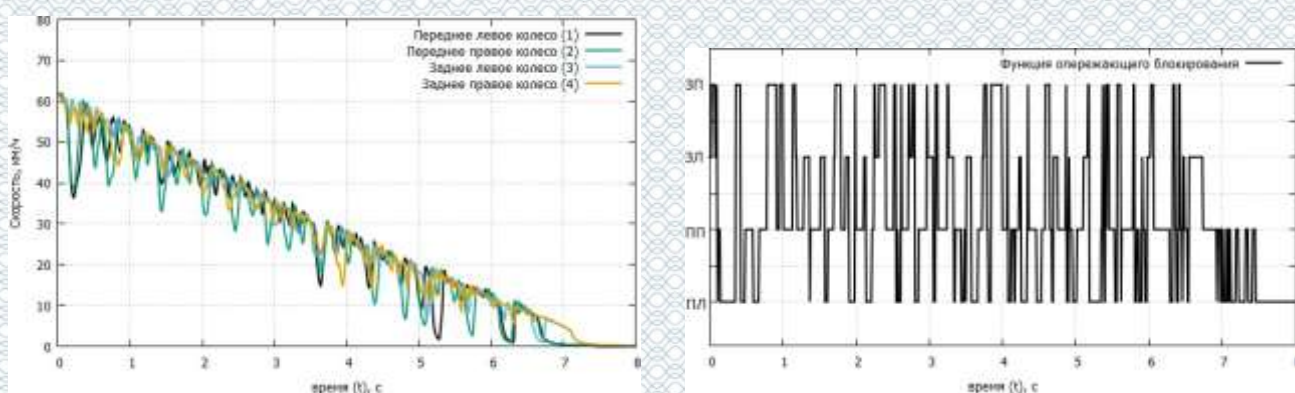 80
70
60
50
40
30
20
10
0
Скорость, км/ч
Переднее левое колесо (1)
Переднее правое колесо (2)
Заднее левое колесо (3)
Заднее правое колесо (4)
0 1 2 3 4 5 6 7 8
время (t), с
Функция опережающего блокирования
ЗП
ЗЛ
ПП
ПЛ
0 1 2 3 4 5 6 7 8
время (t), с